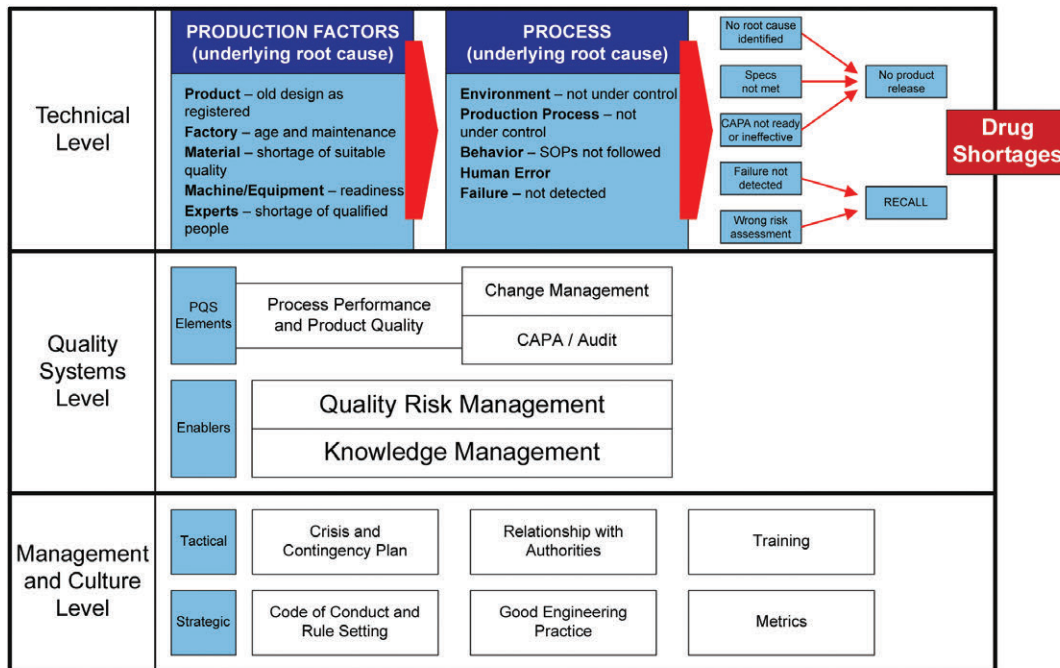 Technical
Level
PRODUCTION FACTORS
(underlying root cause)
Product – old design as
registered
Factory – age and maintenance
Material – shortage of suitable
quality
Machine/Equipment – readiness
Experts – shortage of qualified
people
PROCESS
(underlying root cause)
Environment – not under control
Production Process – not
under control
Behavior – SOPs not followed
Human Error
Failure – not detected
No root cause
identified
Specs
not met
CAPA not ready
or ineffective
Failure not
detected
Wrong risk
assessment
No product
release
RECALL
Drug
Shortages
Quality
Systems
Level
PQS
Elements
Process Performance
and Product Quality
Change Management
CAPA / Audit
Enablers
Quality Risk Management
Knowledge Management
Management
and Culture
Level
Tactical
Crisis and
Contingency Plan
Relationship with
Authorities
Training
Strategic
Code of Conduct and
Rule Setting
Good Engineering
Practice
Metrics